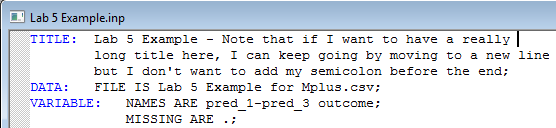 Lab 5 Example.inp
TITLE: Lab 5 Example - Note that if I want to have a really
long title here, I can keep going by moving to a new line
but I don't want to add my semicolon before the end;
DATA: FILE IS Lab 5 Example for Mplus.csv;
VARIABLE: NAMES ARE pred_1-pred_3 outcome;
MISSING ARE .;